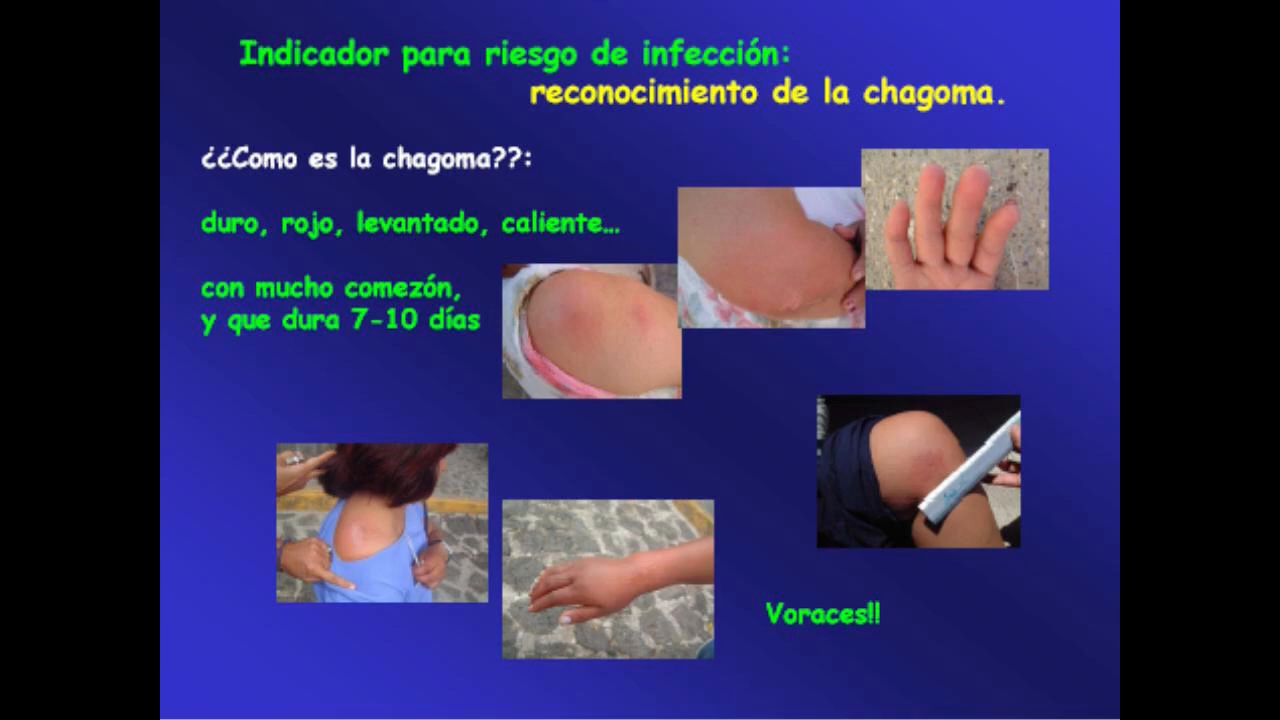 Indicador para riesgo de infección:
reconocimiento de la chagoma.
¿¿Como es la chagoma??:
duro, rojo, levantado, caliente…
con mucho comezón,
y que dura 7-10 días
Voraces!!